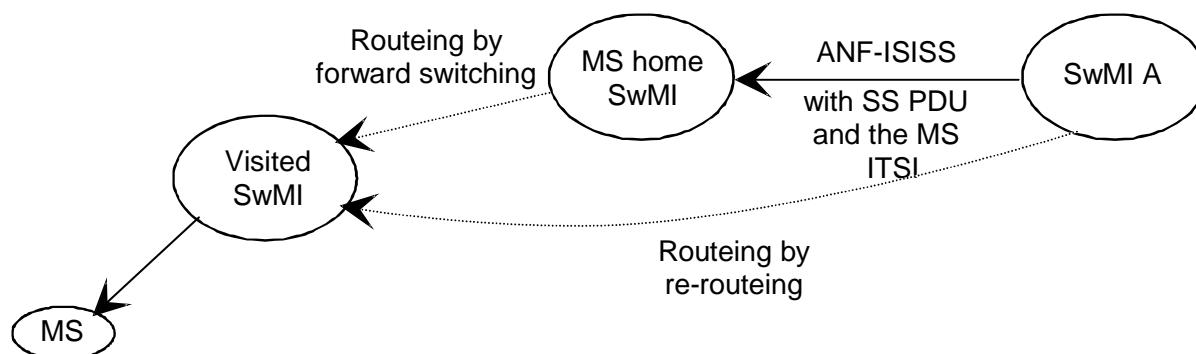 Routeing by
forward switching
MS home
SwMI
ANF-ISISS
with SS PDU
and the MS
ITSI
SwMI A
Visited
SwMI
Routeing by
re-routeing
MS